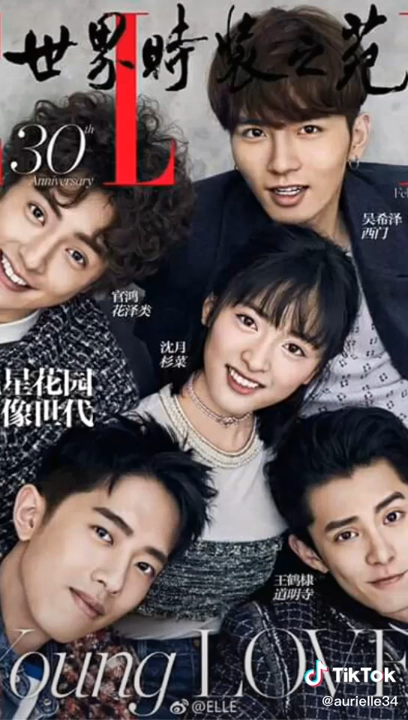 世界時裝之苑
L
30th
Anniversary
Fe
吴希泽
西门
官鸿
花泽类
沈月
杉菜
星花园
像世代
王鹤棣
道明寺
Young LOVE
@ELLE
TikTok
@aurielle34